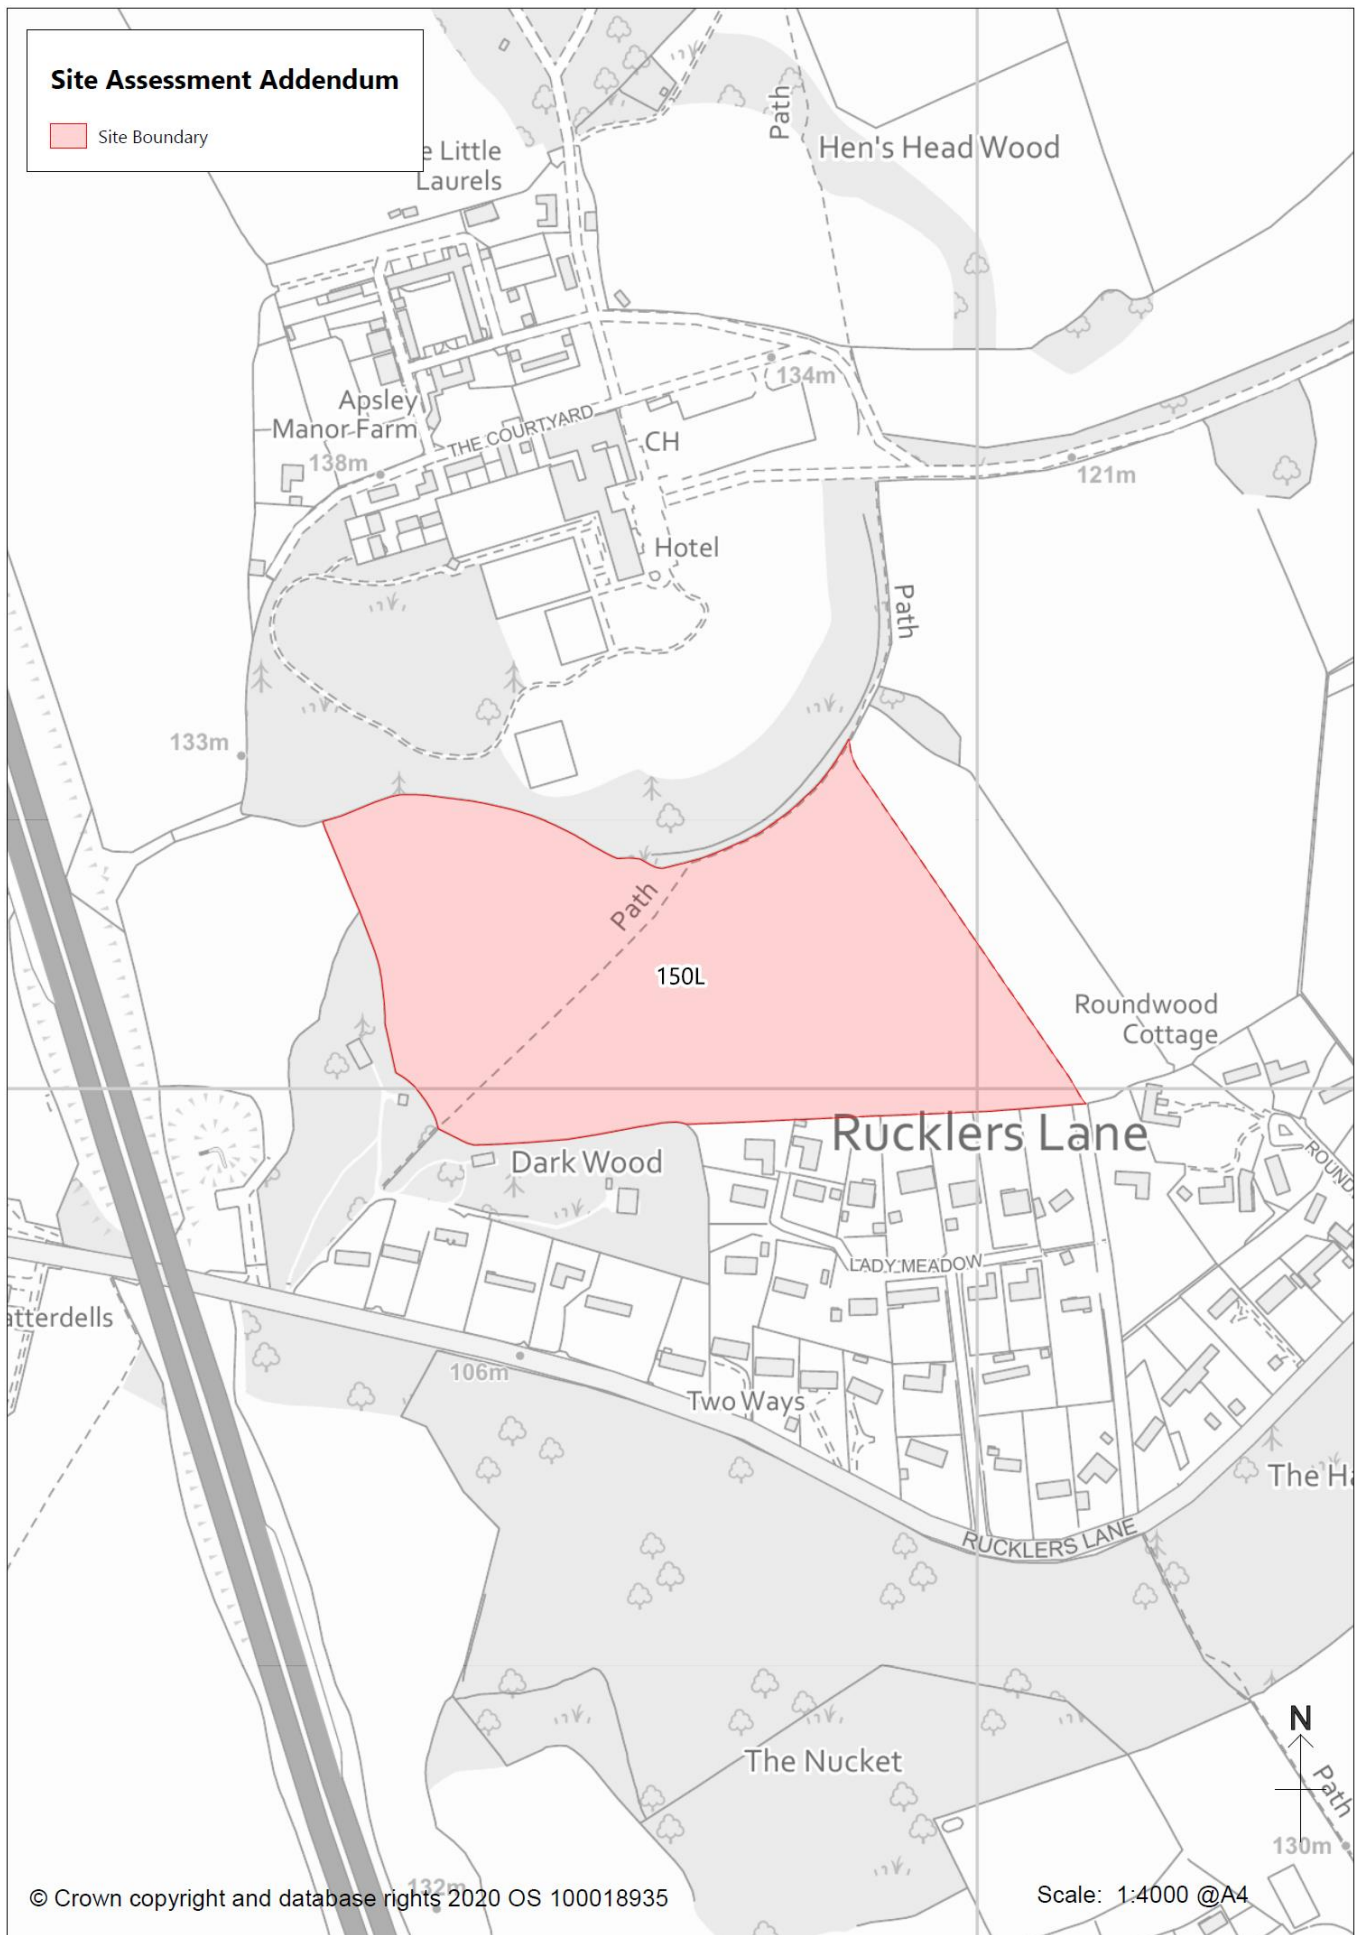 Site Assessment Addendum
Site Boundary
e Little
Laurels
Path
Hen's Head Wood
134m
Apsley
Manor Farm
THE COURTYARD
CH
138m
121m
Hotel
Path
133m
Path
150L
Roundwood
Cottage
Rucklers Lane
Dark Wood
ROUND
LADY MEADOW
atterdells
106m
Two Ways
The Ha
RUCKLERS LANE
N
The Nucket
Path
130m
132m
© Crown copyright and database rights 2020 OS 100018935
Scale: 1:4000 @A4